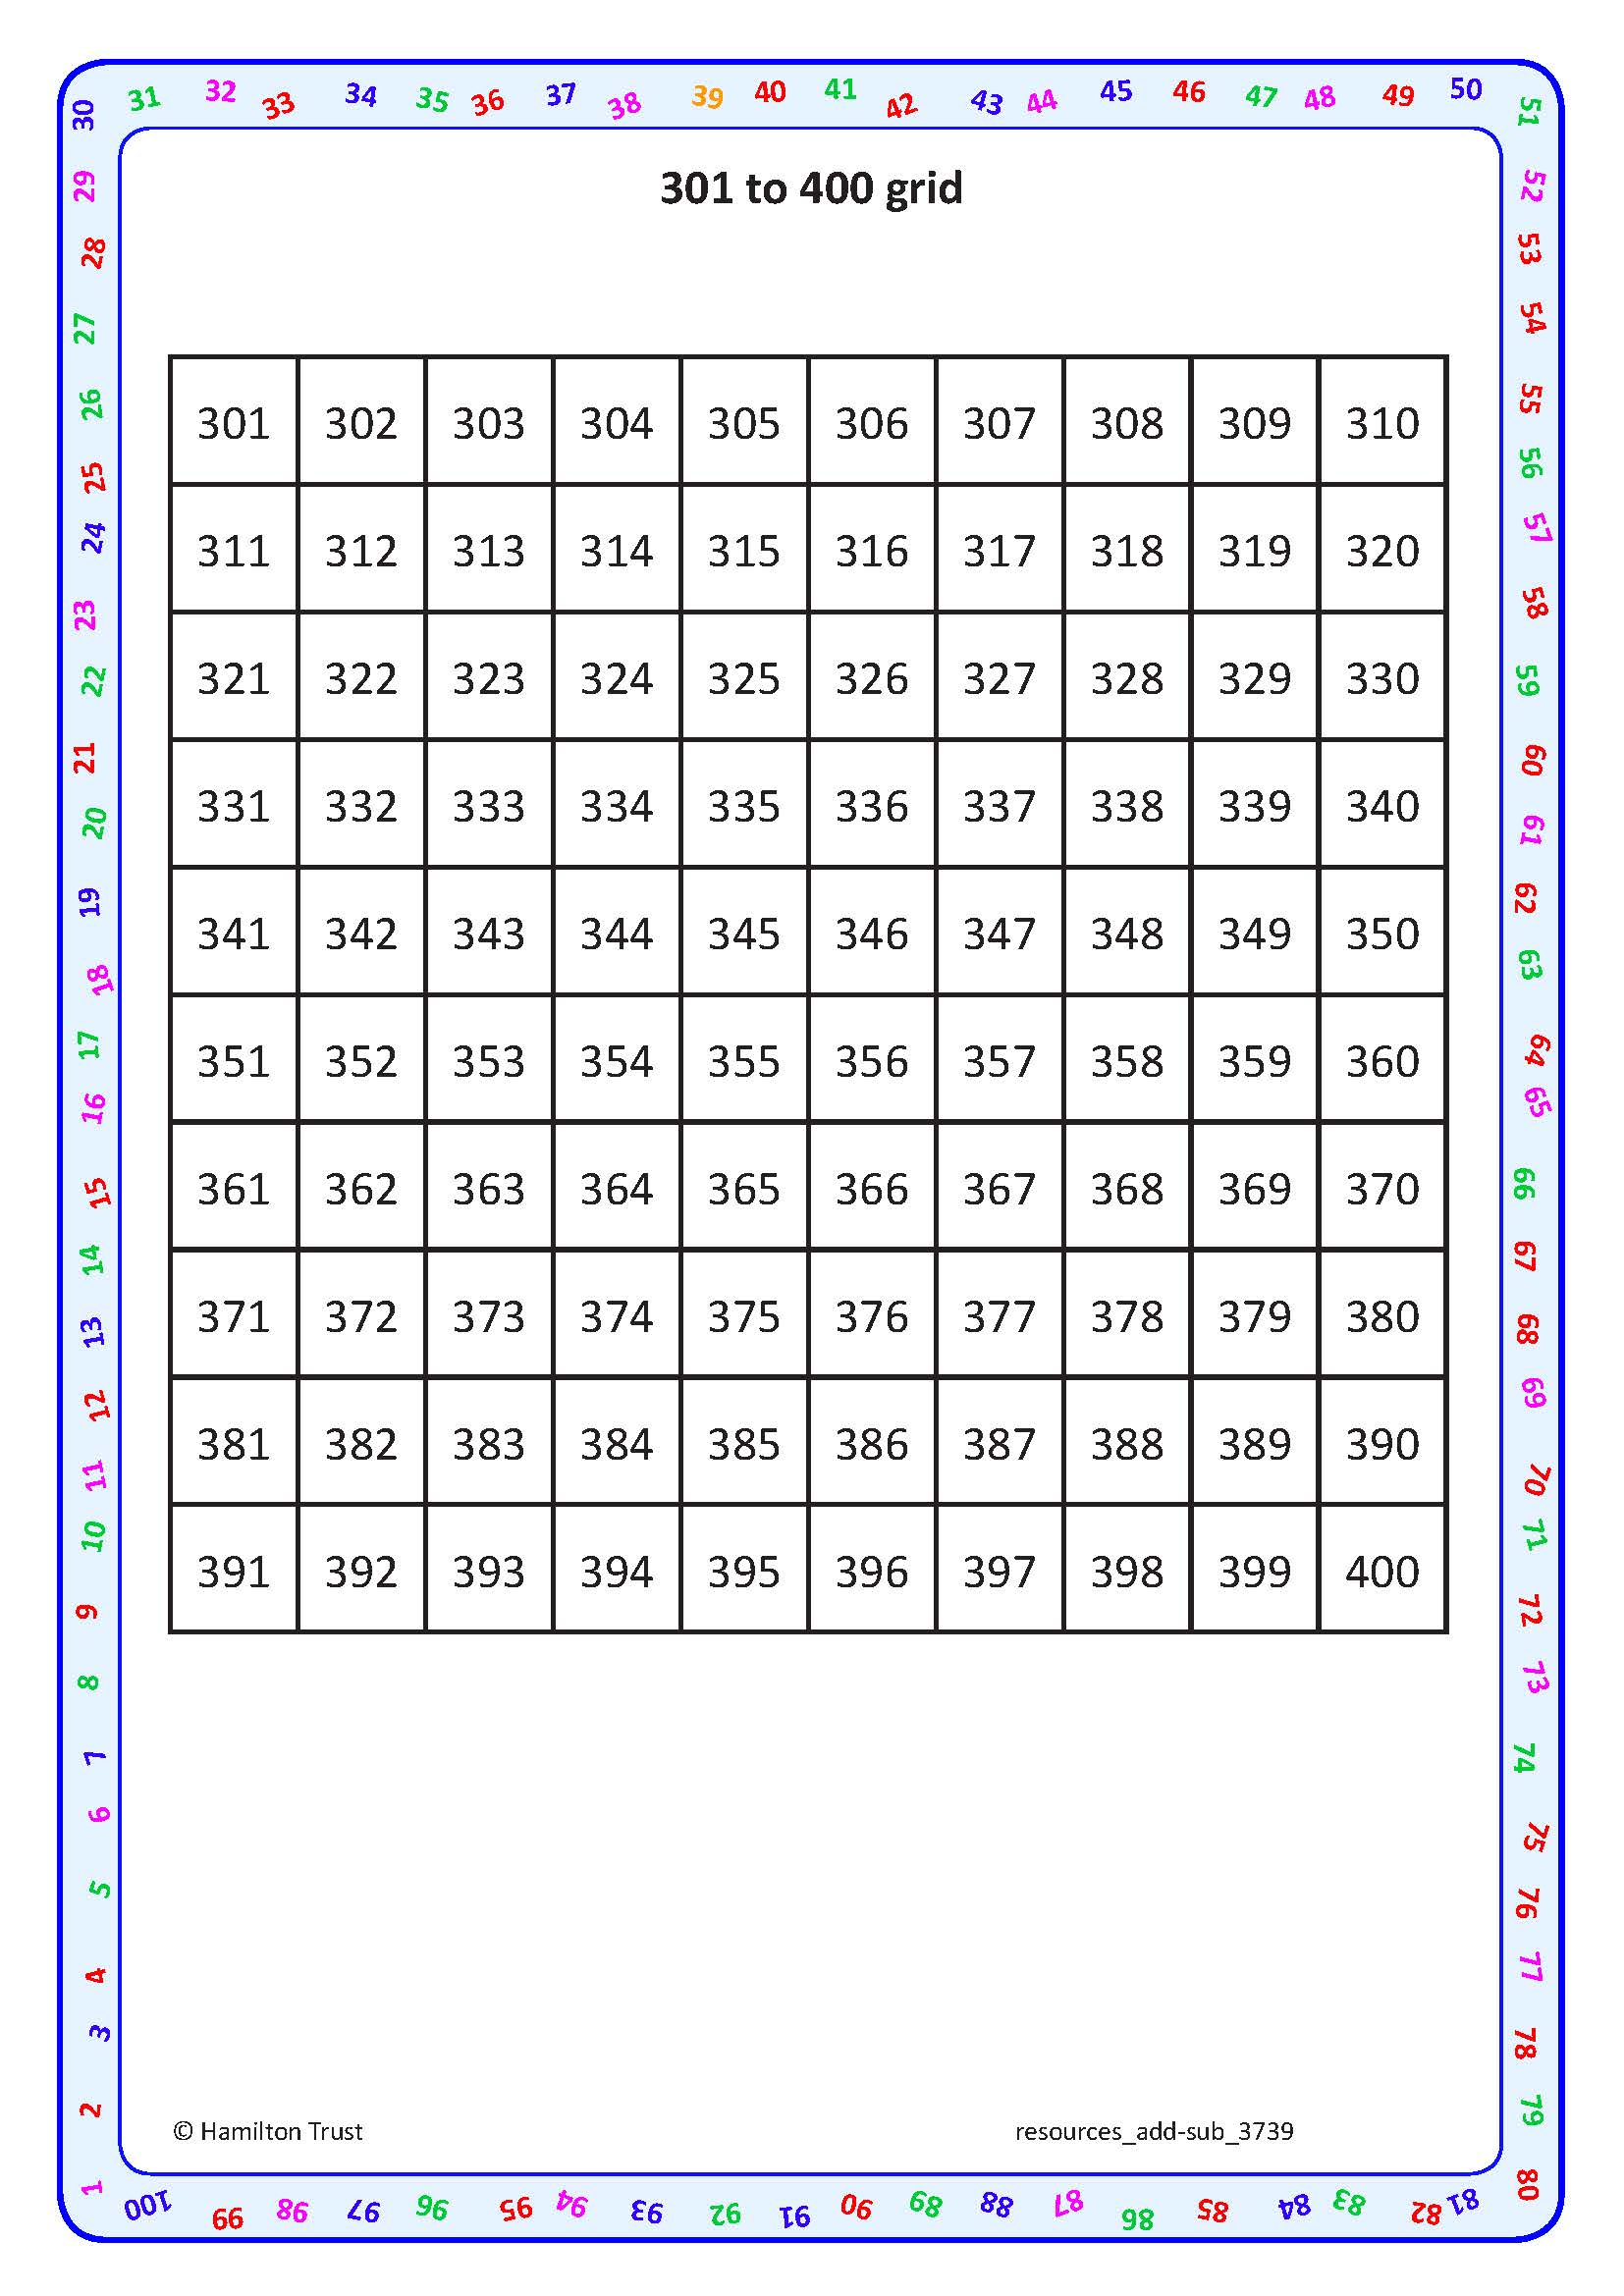 30 31 32 33 34 35 36 37 38 39 40 41 42 43 44 45 46 47 48 49 50 51
301 to 400 grid
301 302 303 304 305 306 307 308 309 310
311 312 313 314 315 316 317 318 319 320
321 322 323 324 325 326 327 328 329 330
331 332 333 334 335 336 337 338 339 340
341 342 343 344 345 346 347 348 349 350
351 352 353 354 355 356 357 358 359 360
361 362 363 364 365 366 367 368 369 370
371 372 373 374 375 376 377 378 379 380
381 382 383 384 385 386 387 388 389 390
391 392 393 394 395 396 397 398 399 400
© Hamilton Trust
resources_add-sub_3739
52 53 54 55 56 57 58 59 60 61 62 63 64 65 66 67 68 69 70 71 72 73 74 75 76 77 78 79 80
81 82 83 84 85 86 87 88 89 90 91 92 93 94 95 96 97 98 99 100
1 2 3 4 5 6 7 8 9 10 11 12 13 14 15 16 17 18 19 20 21 22 23 24 25 26 27 28 29